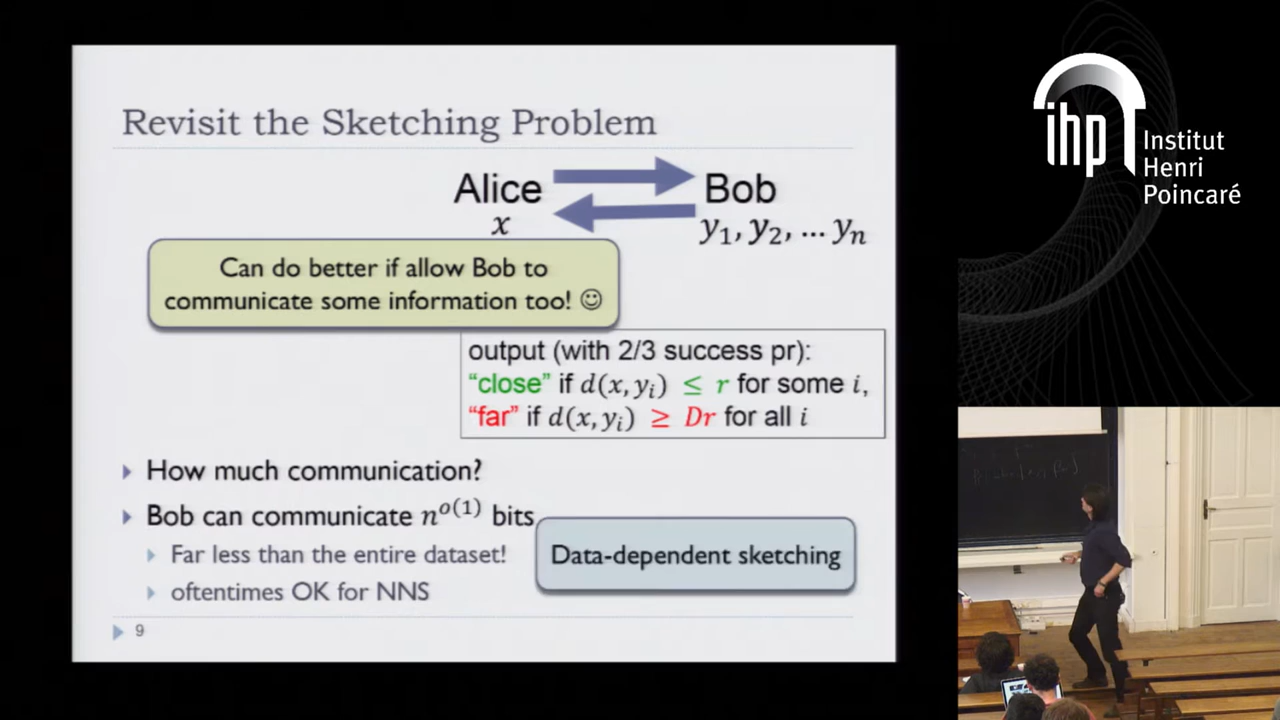 Revisit the Sketching Problem
Alice
Bob
x
y₁, y₂, … yₙ
Can do better if allow Bob to
communicate some information too! ☺
output (with 2/3 success pr):
“close” if d(x, yᵢ) ≤ r for some i,
“far” if d(x, yᵢ) ≥ Dr for all i
How much communication?
Bob can communicate n^{o(1)} bits
Far less than the entire dataset!
oftentimes OK for NNS
Data-dependent sketching
9
ihp
Institut
Henri
Poincaré